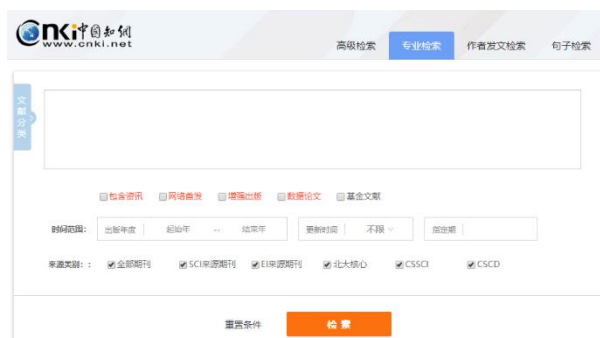 Cnki中国知网
www.cnki.net
高级检索 专业检索 作者发文检索 句子检索
文献分类
包含资讯 网络首发 增强出版 数据论文 基金文献
时间范围: 出版年度 起始年 -- 结束年 更新时间 不限 指定期
来源类别: : 全部期刊 SCI来源期刊 EI来源期刊 北大核心 CSSCI CSCD
重置条件 检索